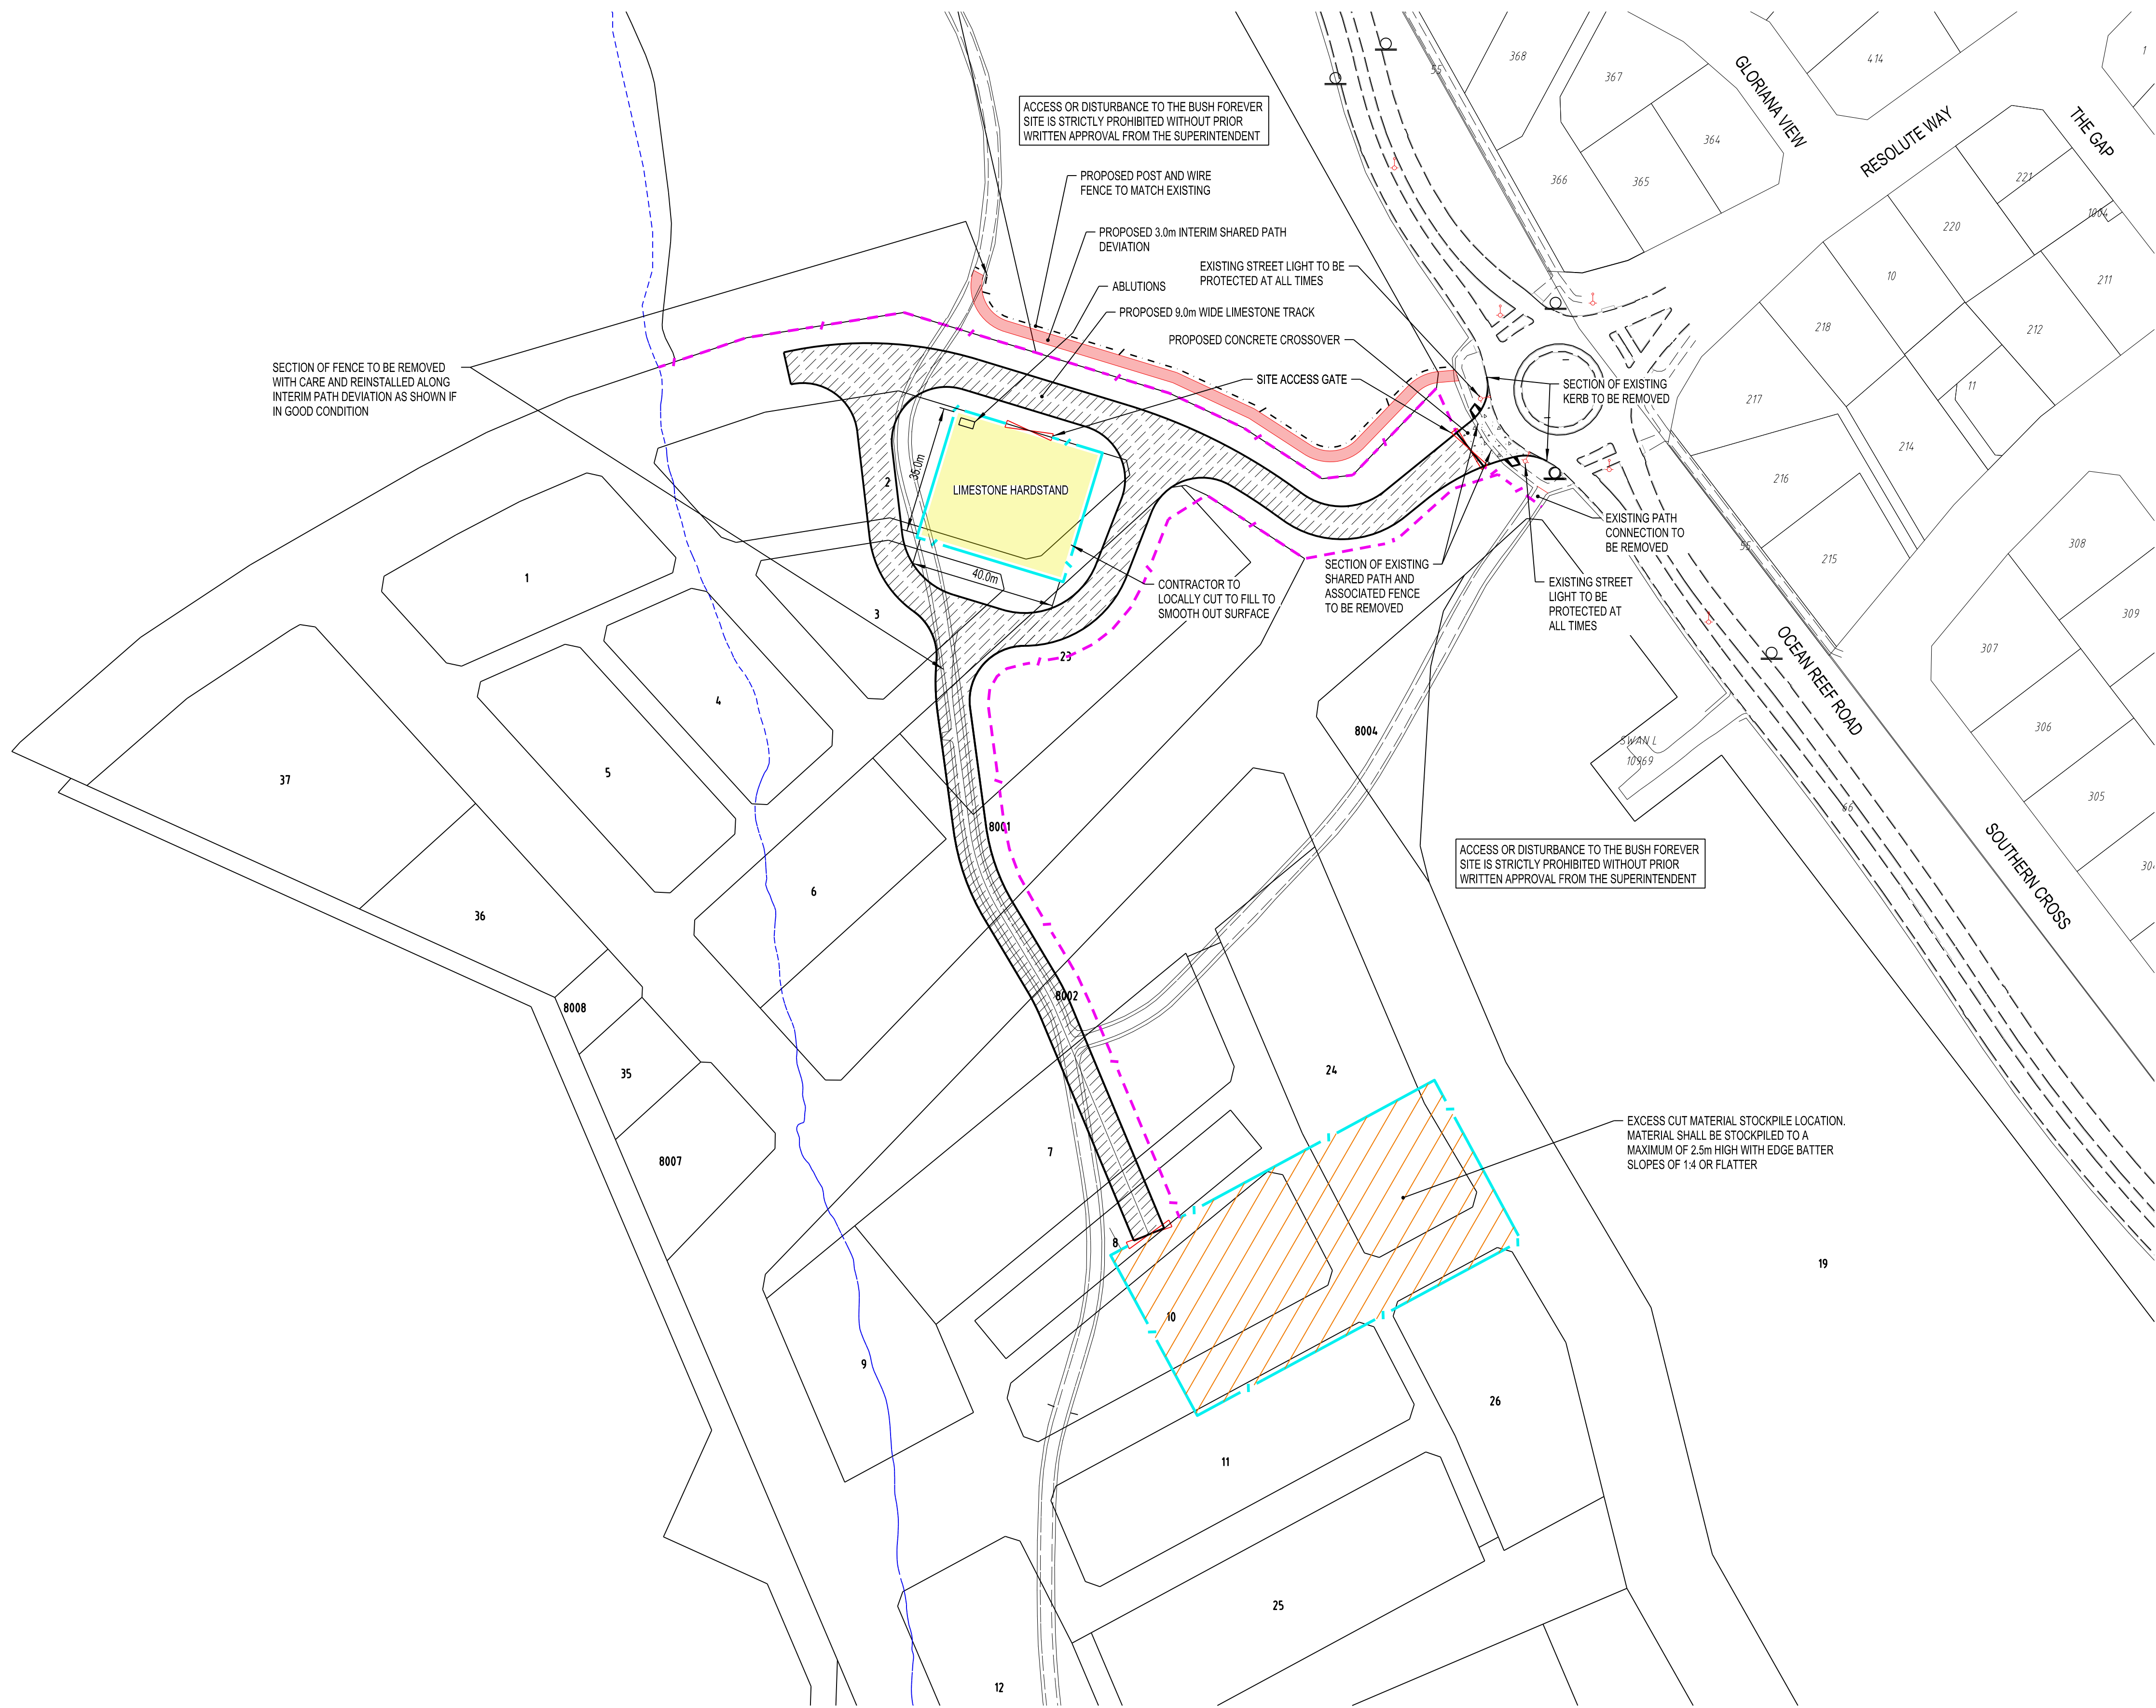 ACCESS OR DISTURBANCE TO THE BUSH FOREVER
SITE IS STRICTLY PROHIBITED WITHOUT PRIOR
WRITTEN APPROVAL FROM THE SUPERINTENDENT
PROPOSED POST AND WIRE
FENCE TO MATCH EXISTING
PROPOSED 3.0m INTERIM SHARED PATH
DEVIATION
EXISTING STREET LIGHT TO BE
PROTECTED AT ALL TIMES
ABLUTIONS
PROPOSED 9.0m WIDE LIMESTONE TRACK
PROPOSED CONCRETE CROSSOVER
SITE ACCESS GATE
SECTION OF FENCE TO BE REMOVED
WITH CARE AND REINSTALLED ALONG
INTERIM PATH DEVIATION AS SHOWN IF
IN GOOD CONDITION
SECTION OF EXISTING
KERB TO BE REMOVED
LIMESTONE HARDSTAND
35.0m
40.0m
CONTRACTOR TO
LOCALLY CUT TO FILL TO
SMOOTH OUT SURFACE
SECTION OF EXISTING
SHARED PATH AND
ASSOCIATED FENCE
TO BE REMOVED
EXISTING PATH
CONNECTION TO
BE REMOVED
EXISTING STREET
LIGHT TO BE
PROTECTED AT
ALL TIMES
GLORIANA VIEW
RESOLUTE WAY
THE GAP
OCEAN REEF ROAD
SOUTHERN CROSS
55
368
367
414
1
364
366
365
221
1004
220
10
211
218
212
11
217
214
216
215
55
308
309
307
306
305
304
SWAN L
10969
66
ACCESS OR DISTURBANCE TO THE BUSH FOREVER
SITE IS STRICTLY PROHIBITED WITHOUT PRIOR
WRITTEN APPROVAL FROM THE SUPERINTENDENT
EXCESS CUT MATERIAL STOCKPILE LOCATION.
MATERIAL SHALL BE STOCKPILED TO A
MAXIMUM OF 2.5m HIGH WITH EDGE BATTER
SLOPES OF 1:4 OR FLATTER
2
1
3
23
4
5
37
8004
8001
6
36
8002
8008
35
24
7
8007
8
19
10
9
26
11
25
12